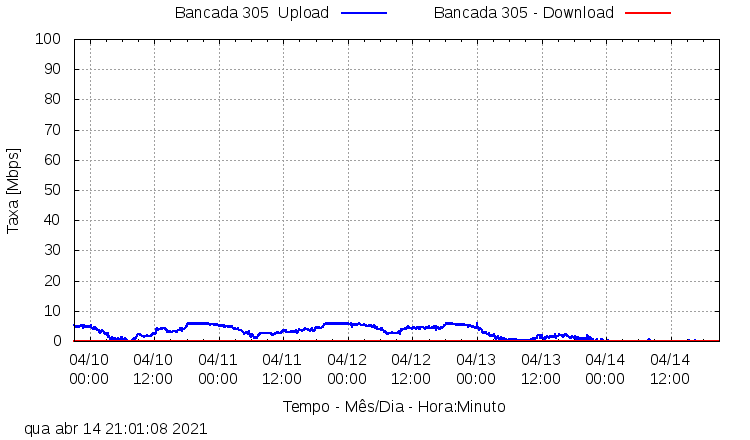 Bancada 305  Upload
Bancada 305 - Download
Taxa [Mbps]
100
90
80
70
60
50
40
30
20
10
0
04/10 04/10 04/11 04/11 04/12 04/12 04/13 04/13 04/14 04/14
00:00 12:00 00:00 12:00 00:00 12:00 00:00 12:00 00:00 12:00
Tempo - Mês/Dia - Hora:Minuto
qua abr 14 21:01:08 2021